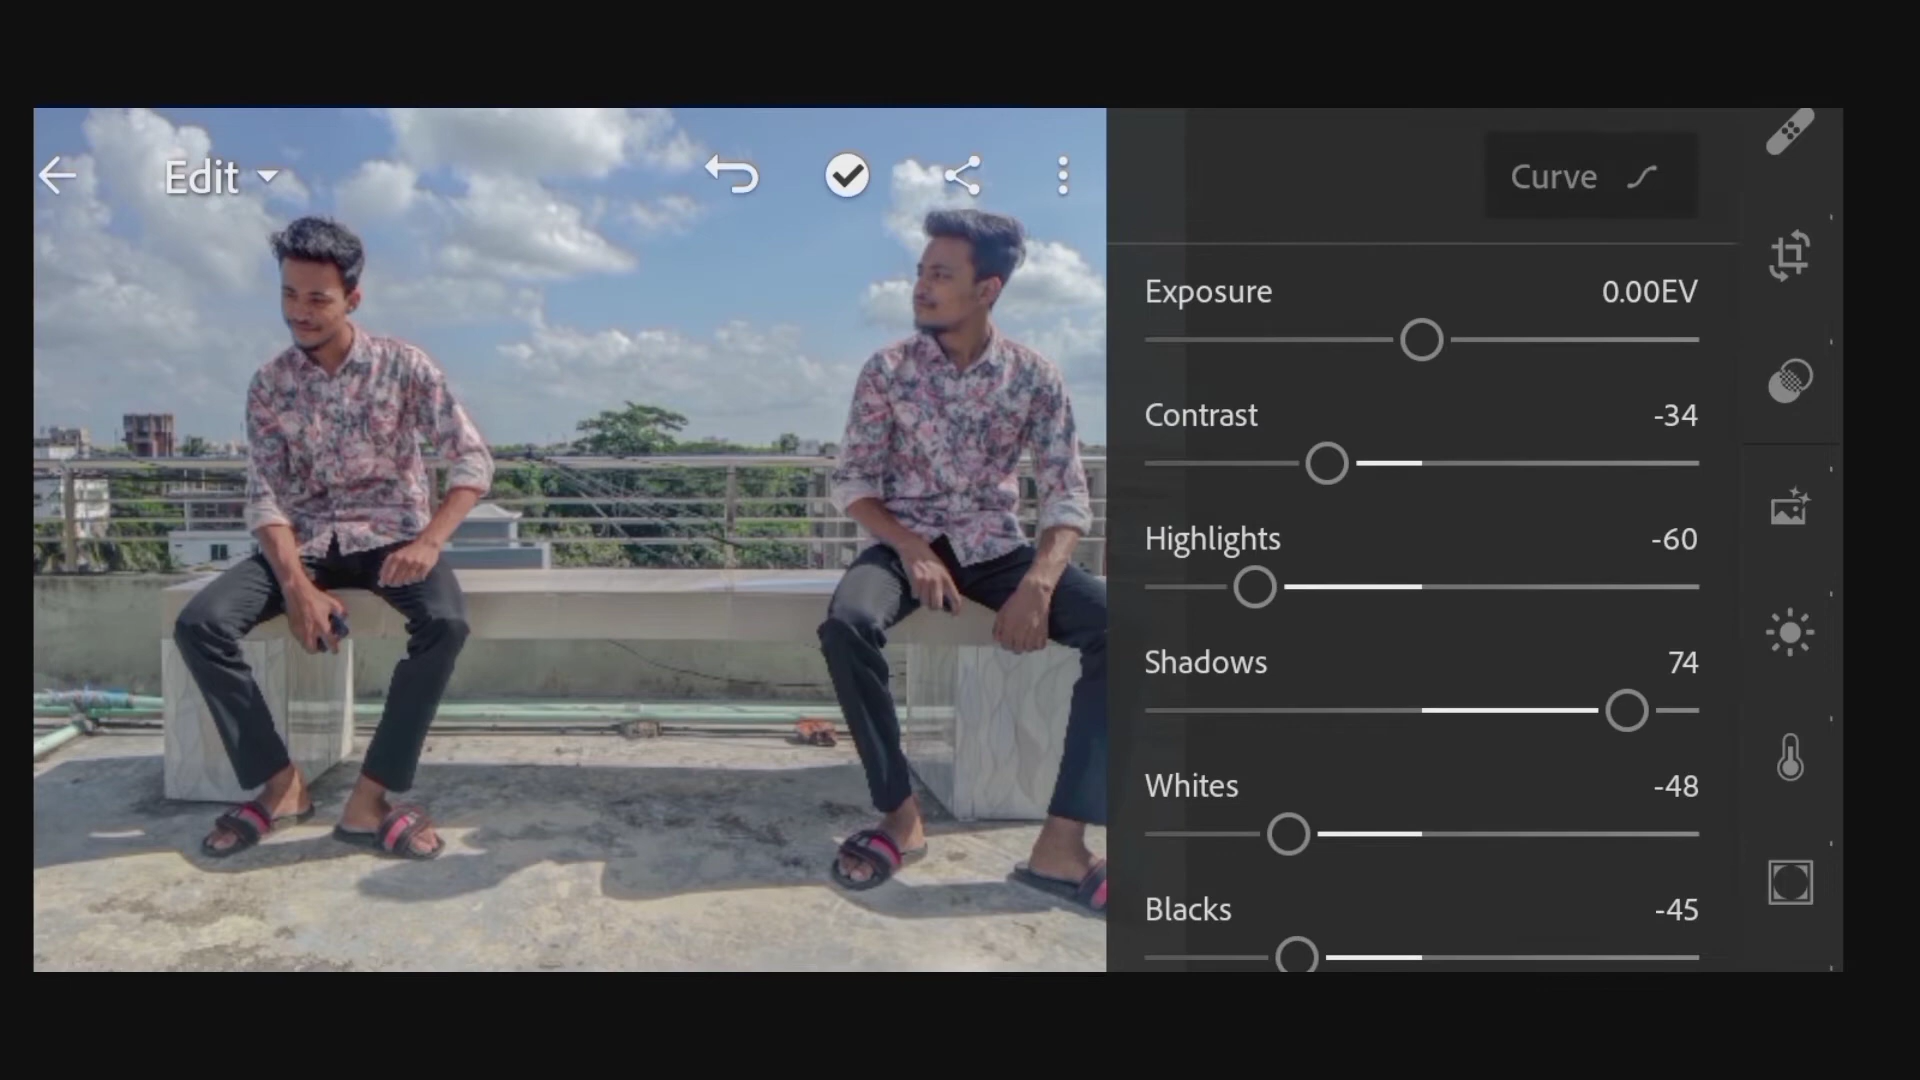 Edit
Curve
Exposure 0.00EV
Contrast -34
Highlights -60
Shadows 74
Whites -48
Blacks -45